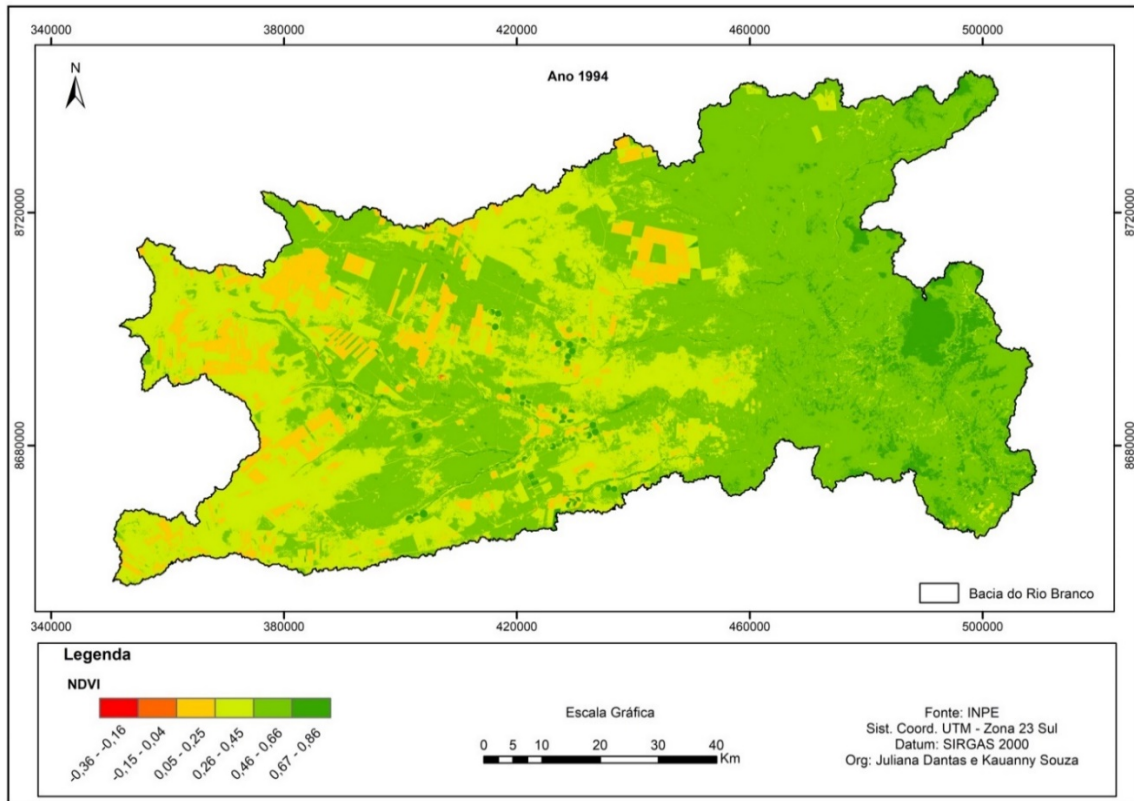 340000 380000 420000 460000 500000
Ano 1994
N
8720000 8720000
8680000 8680000
Bacia do Rio Branco
340000 380000 420000 460000 500000
Legenda
NDVI
-0,36 - -0,16
-0,15 - 0,04
0,05 - 0,25
0,26 - 0,45
0,46 - 0,66
0,67 - 0,86
Escala Gráfica
0 5 10 20 30 40
Km
Fonte: INPE
Sist. Coord. UTM - Zona 23 Sul
Datum: SIRGAS 2000
Org: Juliana Dantas e Kauanny Souza